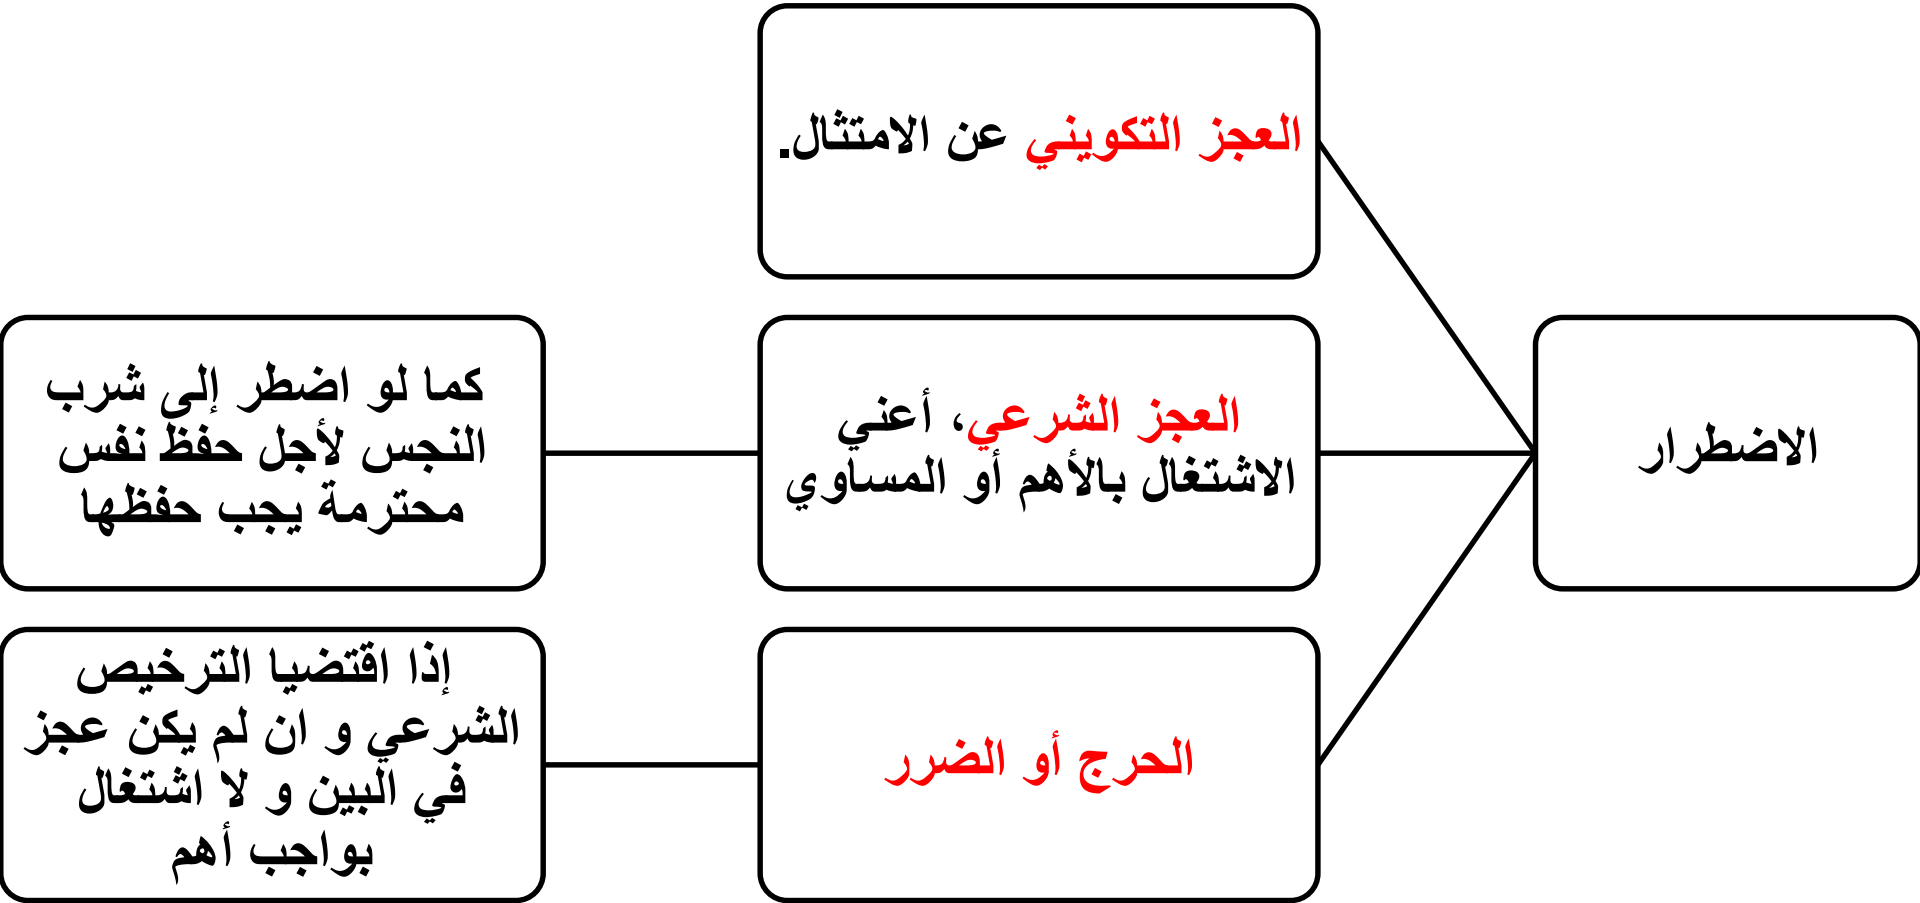 الاضطرار
العجز التكويني عن الامتثال.
العجز الشرعي، أعني
الاشتغال بالأهم أو المساوي
كما لو اضطر إلى شرب
النجس لأجل حفظ نفس
محترمة يجب حفظها
الحرج أو الضرر
إذا اقتضيا الترخيص
الشرعي و ان لم يكن عجز
في البين و لا اشتغال
بواجب أهم